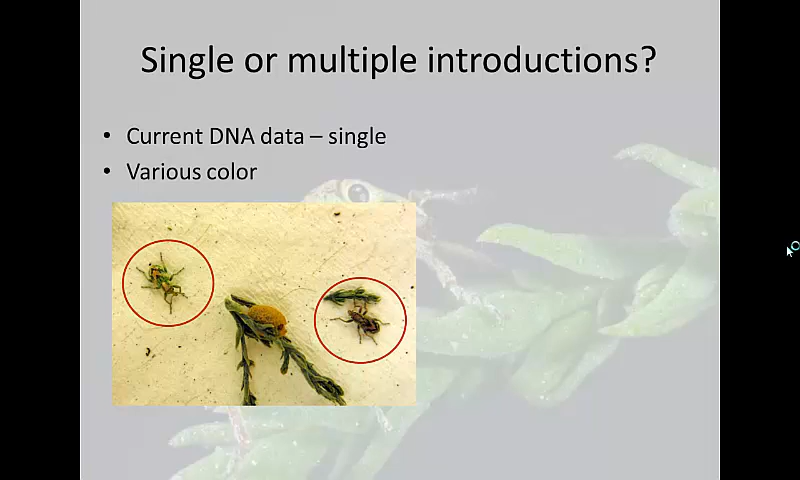 Single or multiple introductions?
• Current DNA data – single
• Various color